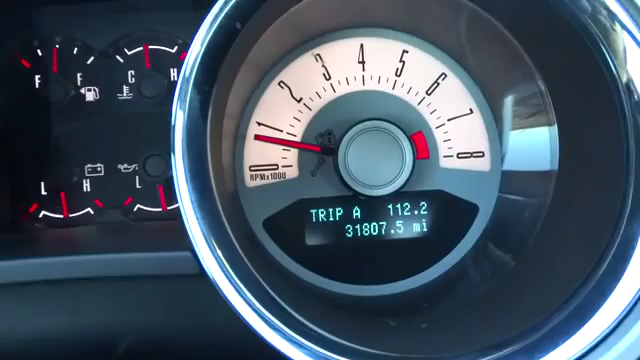 F F
C H
L H
L
0 1 2 3 4 5 6 7 8
RPMx1000
TRIP A 112.2
31807.5 mi